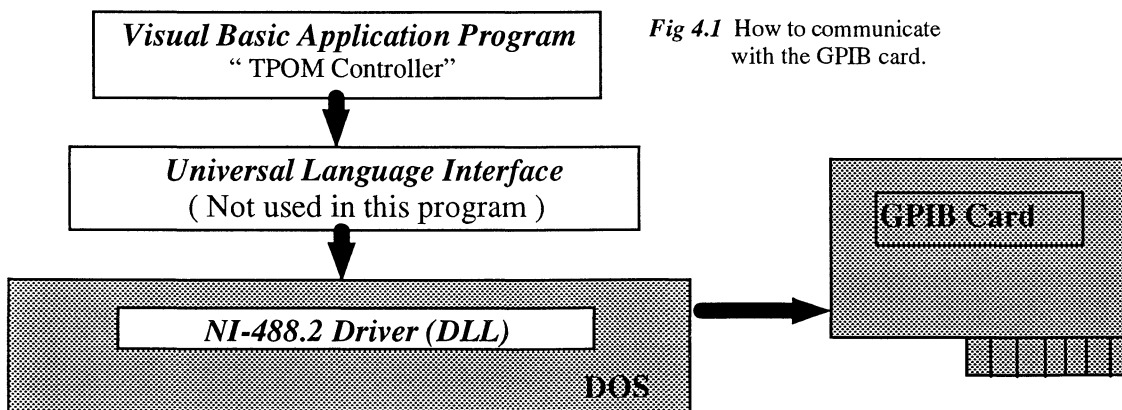 Visual Basic Application Program
“ TPOM Controller”
Fig 4.1 How to communicate
with the GPIB card.
Universal Language Interface
( Not used in this program )
GPIB Card
NI-488.2 Driver (DLL)
DOS